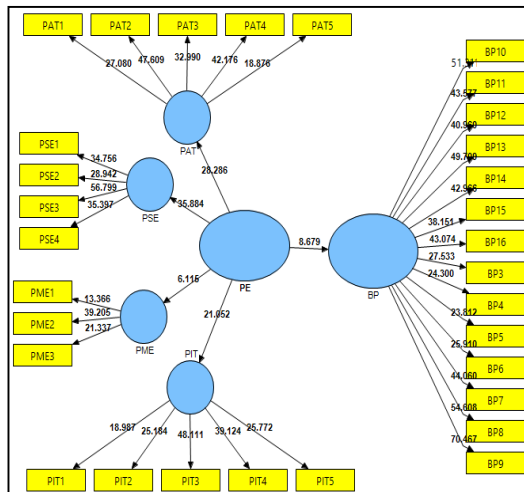 PAT1 PAT2 PAT3 PAT4 PAT5
27.080 47.609 32.990 42.176 18.876
PAT
PSE1
PSE2
PSE3
PSE4
34.756
28.942
56.799
35.397
PSE
28.286
35.884
PE
8.679
6.115
21.052
PME1
PME2
PME3
13.366
39.205
21.337
PME
PIT
18.987 25.184 48.111 39.124 25.772
PIT1 PIT2 PIT3 PIT4 PIT5
BP
BP10
BP11
43.577
BP12
40.960
BP13
49.700
BP14
42.966
BP15
38.151
BP16
43.074
BP3
27.533
BP4
24.300
BP5
23.812
BP6
25.910
BP7
44.060
BP8
54.608
BP9
70.467